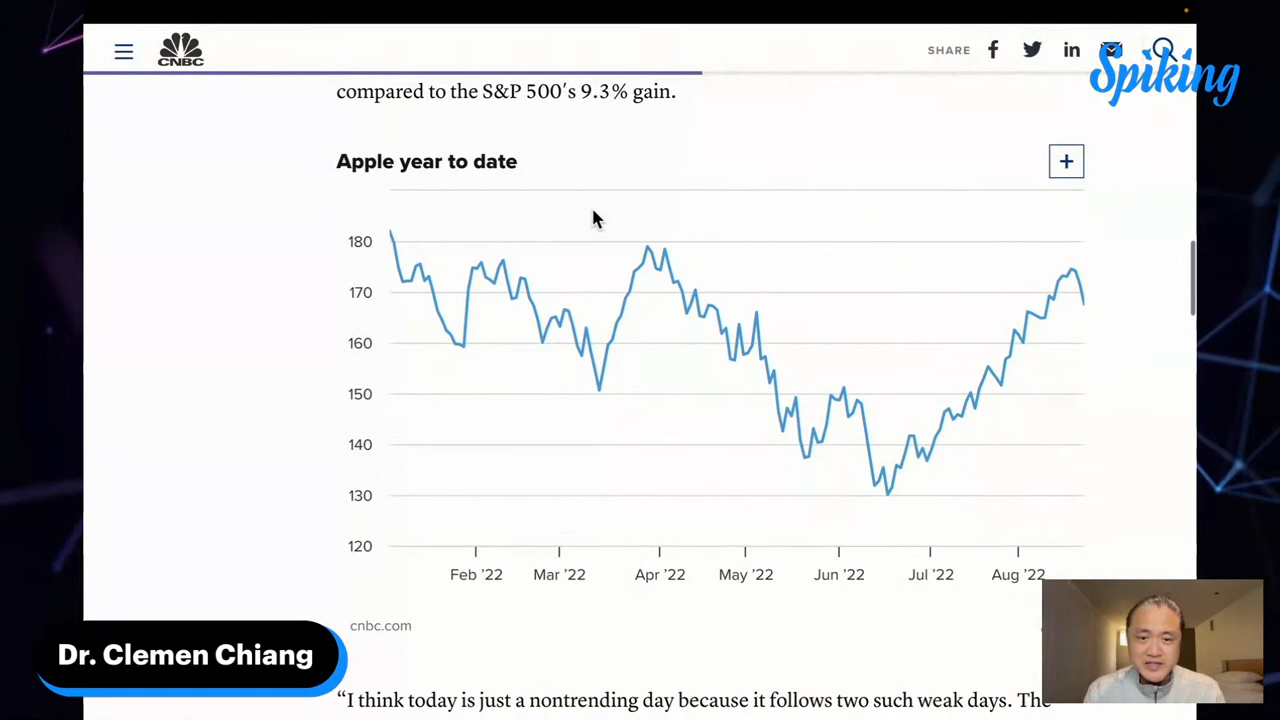 CNBC
SHARE
Spiking
compared to the S&P 500's 9.3% gain.
Apple year to date
+
180
170
160
150
140
130
120
Feb '22
Mar '22
Apr '22
May '22
Jun '22
Jul '22
Aug '22
cnbc.com
Dr. Clemen Chiang
“I think today is just a nontrending day because it follows two such weak days. The